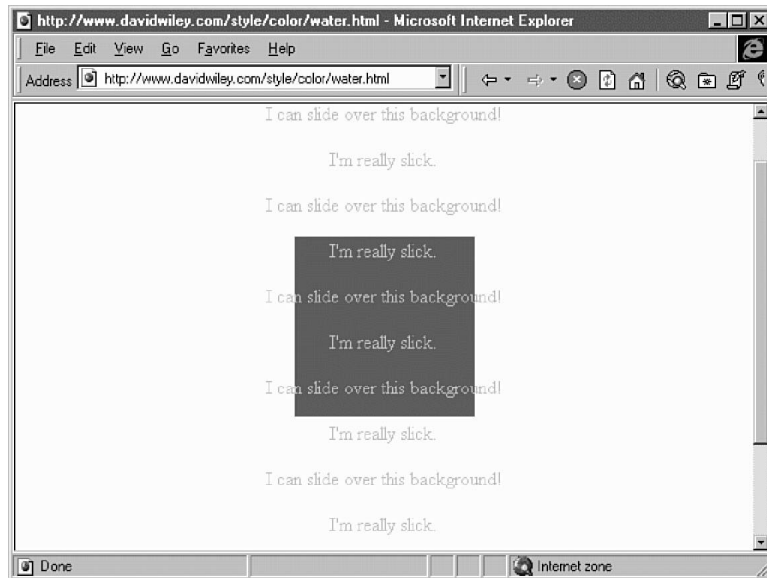 http://www.davidwiley.com/style/color/water.html - Microsoft Internet Explorer
File Edit View Go Favorites Help
Address http://www.davidwiley.com/style/color/water.html
I can slide over this background!
I'm really slick.
I can slide over this background!
I'm really slick.
I can slide over this background!
I'm really slick.
I can slide over this background!
I'm really slick.
I can slide over this background!
I'm really slick.
Done Internet zone